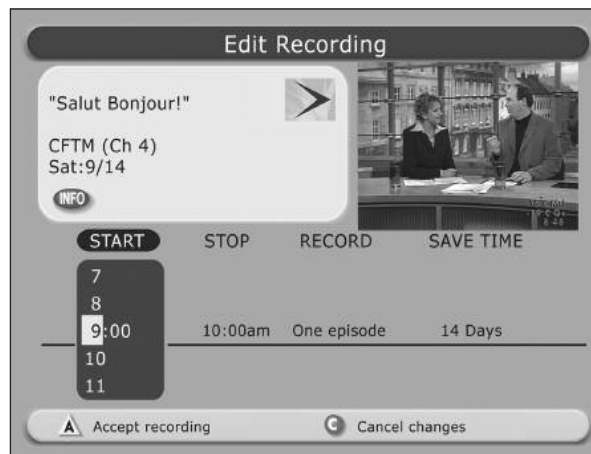 Edit Recording
"Salut Bonjour!"
CFTM (Ch 4)
Sat:9/14
INFO
START STOP RECORD SAVE TIME
7
8
9:00 10:00am One episode 14 Days
10
11
A Accept recording C Cancel changes